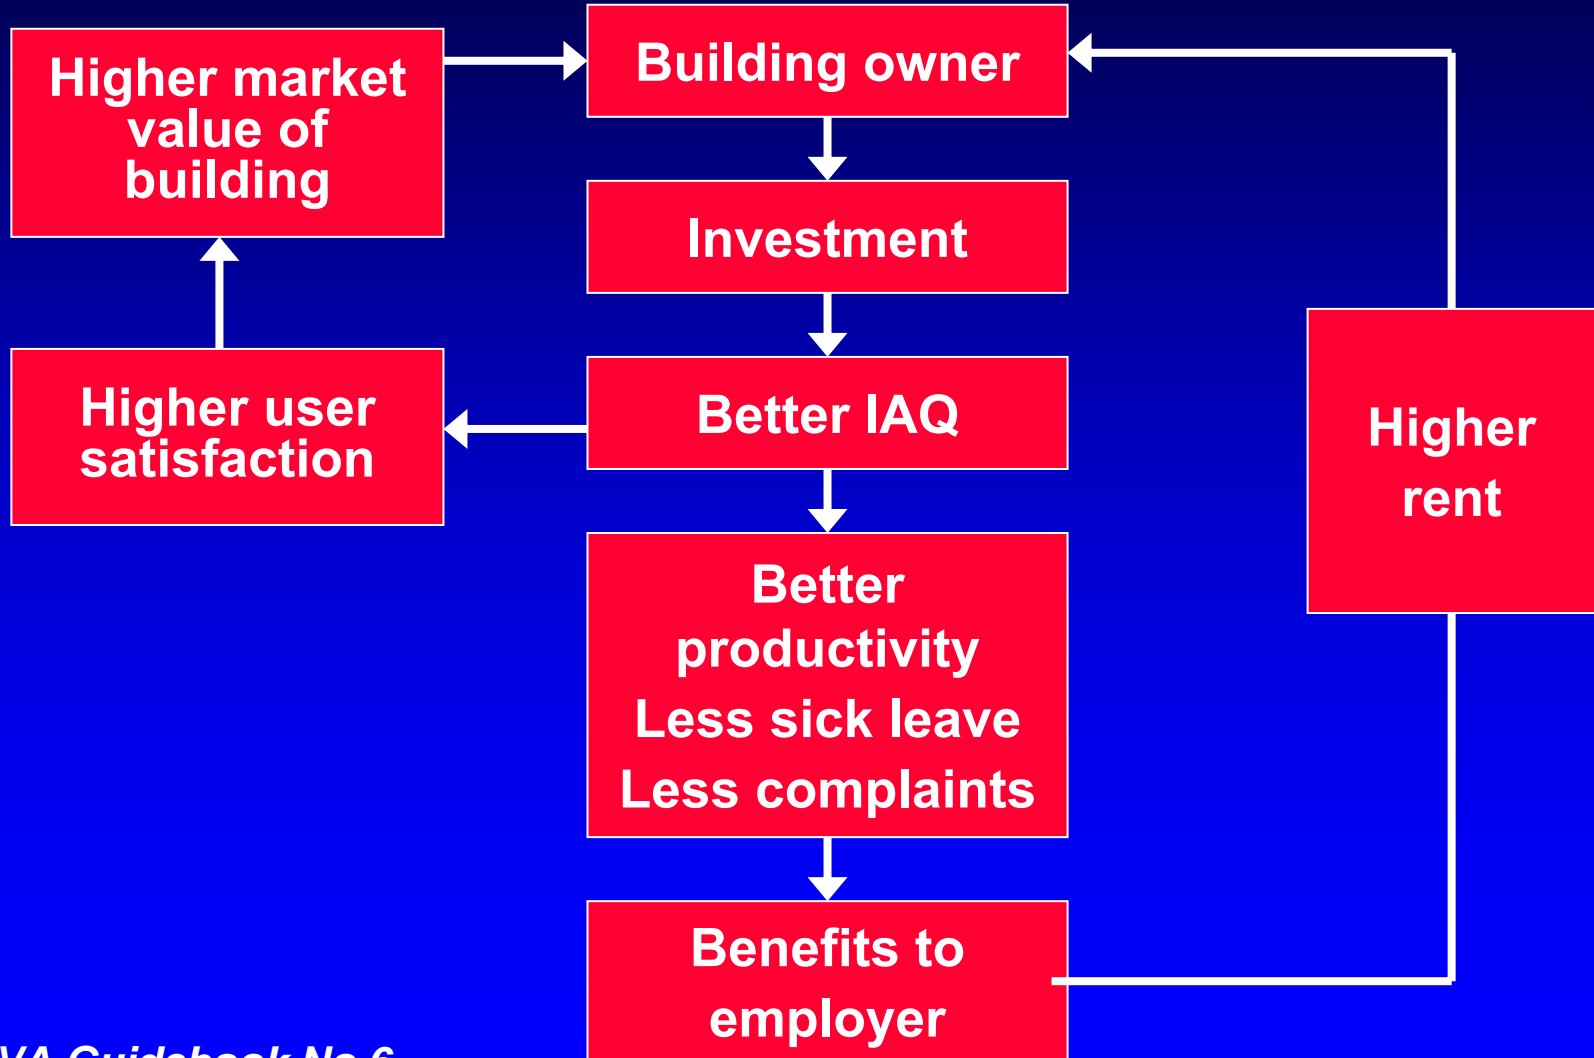 Higher market
value of
building
Building owner
Investment
Better IAQ
Higher user
satisfaction
Higher
rent
Better
productivity
Less sick leave
Less complaints
Benefits to
employer